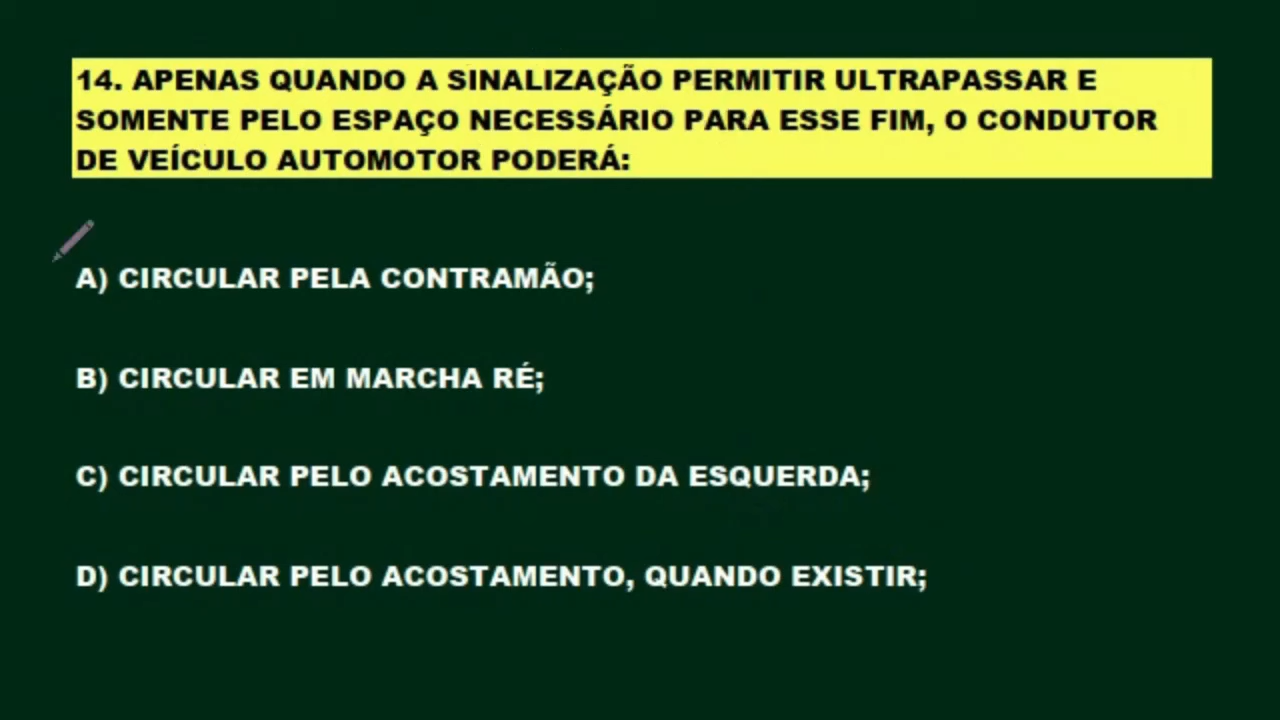 14. APENAS QUANDO A SINALIZAÇÃO PERMITIR ULTRAPASSAR E
SOMENTE PELO ESPAÇO NECESSÁRIO PARA ESSE FIM, O CONDUTOR
DE VEÍCULO AUTOMOTOR PODERÁ:
A) CIRCULAR PELA CONTRAMÃO;
B) CIRCULAR EM MARCHA RÉ;
C) CIRCULAR PELO ACOSTAMENTO DA ESQUERDA;
D) CIRCULAR PELO ACOSTAMENTO, QUANDO EXISTIR;